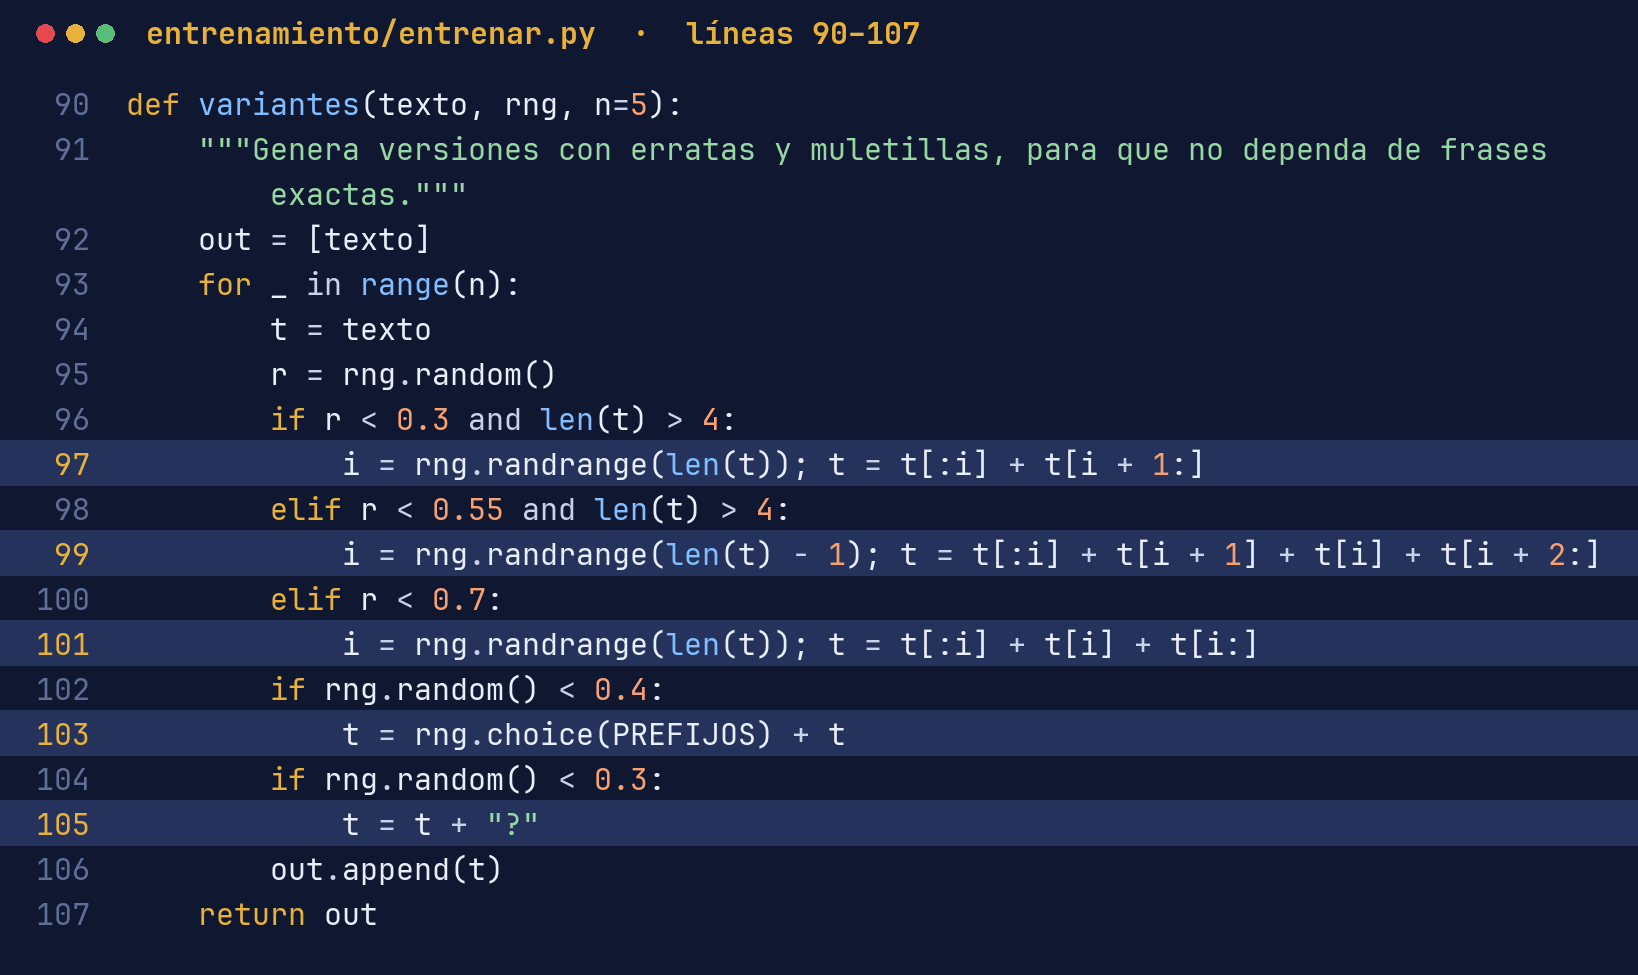 entrenamiento/entrenar.py · líneas 90–107
90 def variantes(texto, rng, n=5):
91     """Genera versiones con erratas y muletillas, para que no dependa de frases
            exactas."""
92     out = [texto]
93     for _ in range(n):
94         t = texto
95         r = rng.random()
96         if r < 0.3 and len(t) > 4:
97             i = rng.randrange(len(t)); t = t[:i] + t[i + 1:]
98         elif r < 0.55 and len(t) > 4:
99             i = rng.randrange(len(t) - 1); t = t[:i] + t[i + 1] + t[i] + t[i + 2:]
100         elif r < 0.7:
101             i = rng.randrange(len(t)); t = t[:i] + t[i] + t[i:]
102         if rng.random() < 0.4:
103             t = rng.choice(PREFIJOS) + t
104         if rng.random() < 0.3:
105             t = t + "?"
106         out.append(t)
107     return out